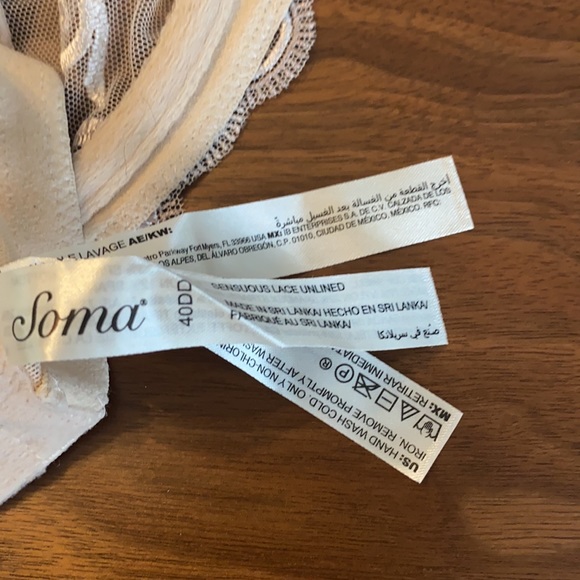 أخرج القطعة من الغسالة بعد الغسيل مباشرة
LAVAGE AE/KW:
Parkway Fort Myers, FL 33966 USA MX: IB ENTERPRISES S.A. DE C.V. CALZADA DE LOS
ALPES, DEL. ÁLVARO OBREGÓN, C.P. 01010, CIUDAD DE MÉXICO, MÉXICO. RFC:
Soma®
40DD
SENSUOUS LACE UNLINED
MADE IN SRI LANKA/ HECHO EN SRI LANKA/
FABRIQUÉ AU SRI LANKA/
صنع في سريلانكا
US: HAND WASH COLD. ONLY NON-CHLORIN
IRON. REMOVE PROMPTLY AFTER WAS
P ®
MX: RETIRAR INMEDIAT